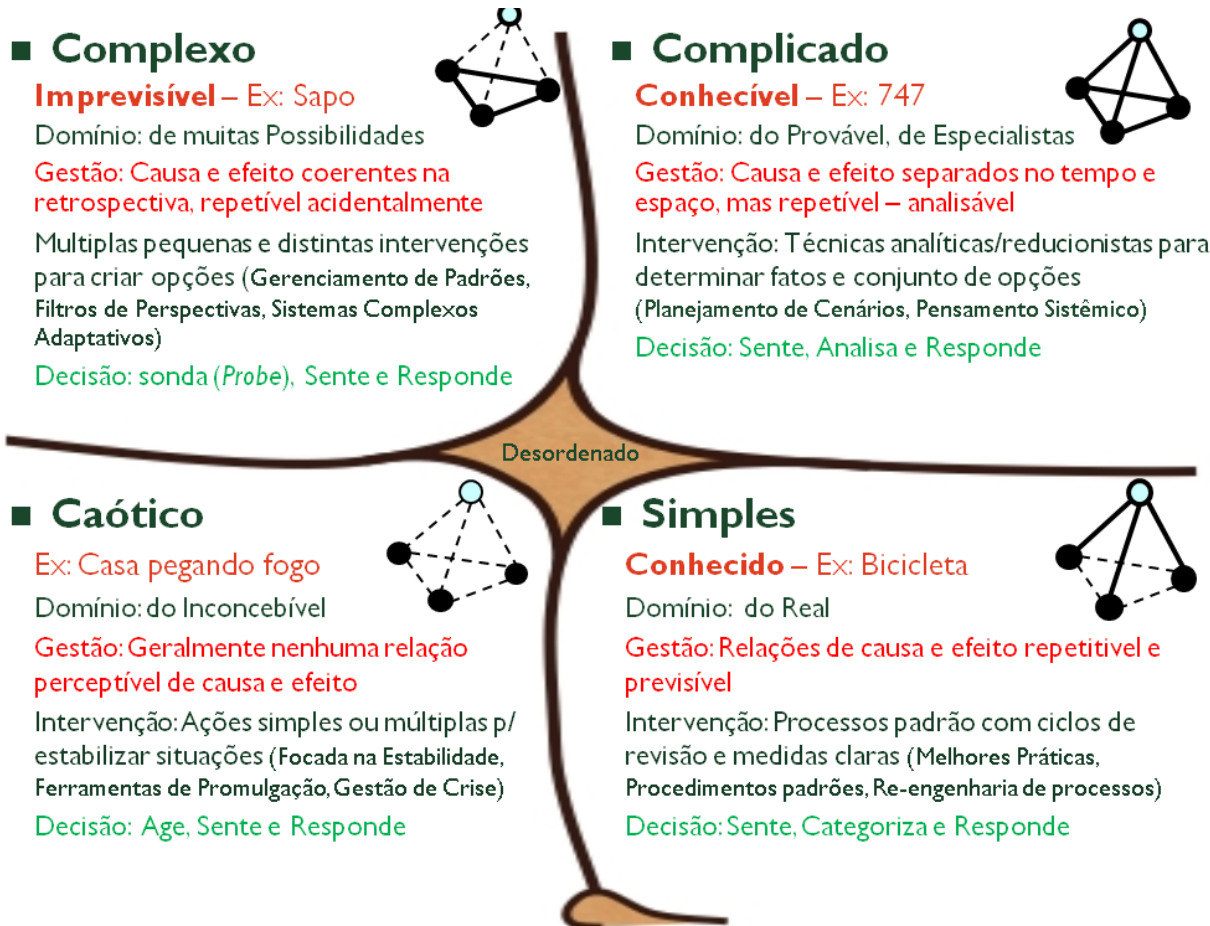 ■ Complexo
Imprevisível – Ex: Sapo
Domínio: de muitas Possibilidades
Gestão: Causa e efeito coerentes na
retrospectiva, repetível acidentalmente
Multiplas pequenas e distintas intervenções
para criar opções (Gerenciamento de Padrões,
Filtros de Perspectivas, Sistemas Complexos
Adaptativos)
Decisão: sonda (Probe), Sente e Responde
■ Complicado
Conhecível – Ex: 747
Domínio: do Provável, de Especialistas
Gestão: Causa e efeito separados no tempo e
espaço, mas repetível – analisável
Intervenção: Técnicas analíticas/reducionistas para
determinar fatos e conjunto de opções
(Planejamento de Cenários, Pensamento Sistêmico)
Decisão: Sente, Analisa e Responde
Desordenado
■ Caótico
Ex: Casa pegando fogo
Domínio: do Inconcebível
Gestão: Geralmente nenhuma relação
perceptível de causa e efeito
Intervenção: Ações simples ou múltiplas p/
estabilizar situações (Focada na Estabilidade,
Ferramentas de Promulgação, Gestão de Crise)
Decisão: Age, Sente e Responde
■ Simples
Conhecido – Ex: Bicicleta
Domínio: do Real
Gestão: Relações de causa e efeito repetitivel e
previsível
Intervenção: Processos padrão com ciclos de
revisão e medidas claras (Melhores Práticas,
Procedimentos padrões, Re-engenharia de processos)
Decisão: Sente, Categoriza e Responde